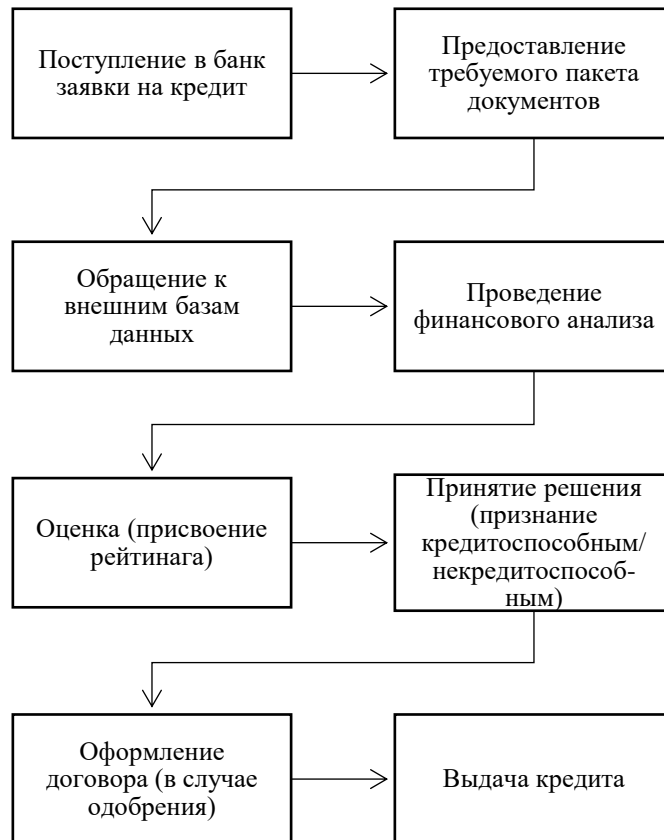 Поступление в банк
заявки на кредит
Предоставление
требуемого пакета
документов
Обращение к
внешним базам
данных
Проведение
финансового анализа
Оценка (присвоение
рейтинага)
Принятие решения
(признание
кредитоспособным/
некредитоспособ-
ным)
Оформление
договора (в случае
одобрения)
Выдача кредита